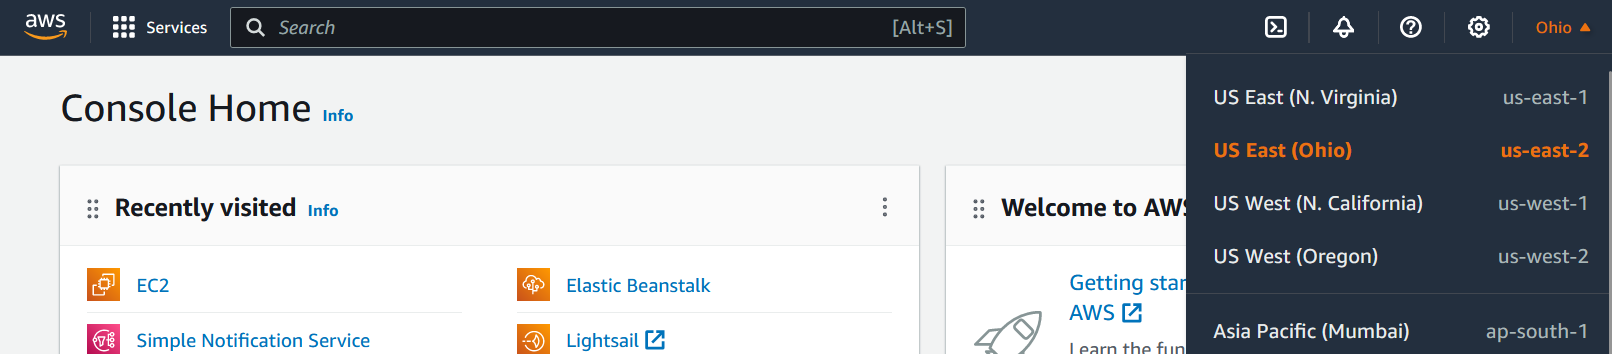 aws
Services
Search
[Alt+S]
Ohio
Console Home Info
US East (N. Virginia) us-east-1
US East (Ohio) us-east-2
US West (N. California) us-west-1
US West (Oregon) us-west-2
Asia Pacific (Mumbai) ap-south-1
Recently visited Info
EC2
Elastic Beanstalk
Simple Notification Service
Lightsail
Welcome to AWS
Getting star
AWS
Learn the fun